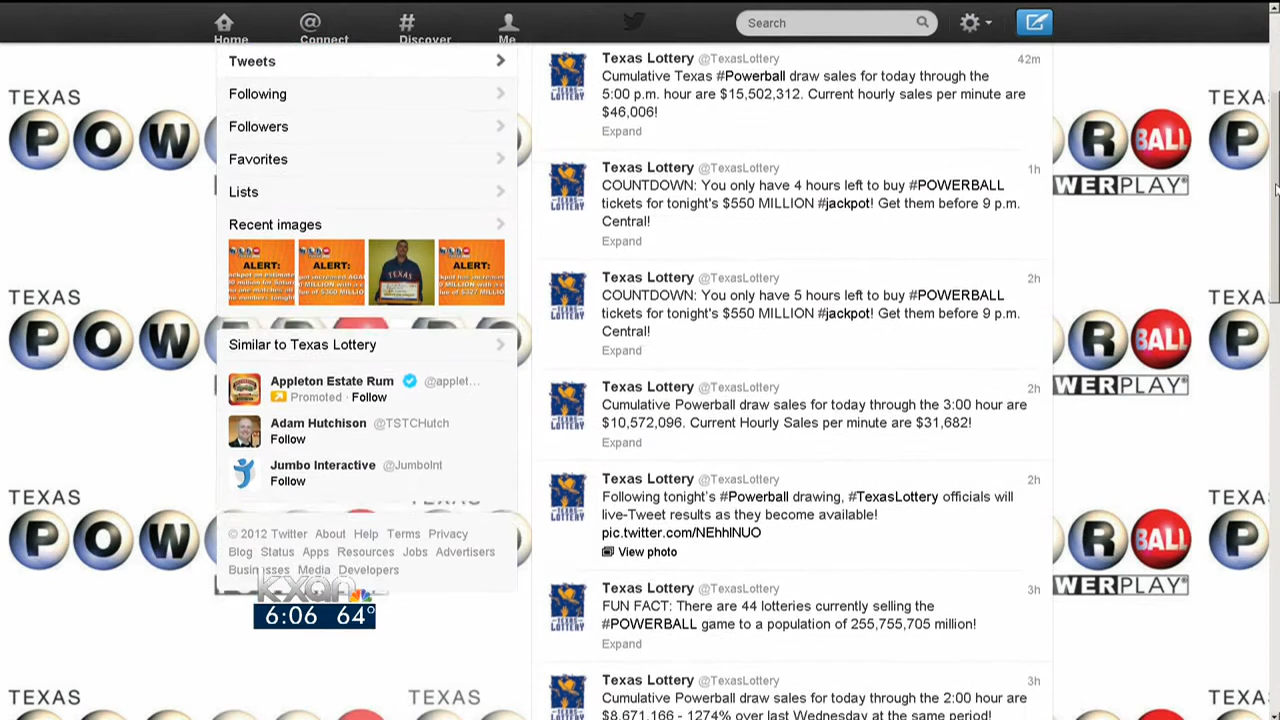 Home
Connect
Discover
Me
Search
Tweets
Following
Followers
Favorites
Lists
Recent images
ALERT:
ALERT:
TEXAS
ALERT:
Similar to Texas Lottery
Appleton Estate Rum @applet...
Promoted · Follow
Adam Hutchison @TSTCHutch
Follow
Jumbo Interactive @JumboInt
Follow
© 2012 Twitter About Help Terms Privacy
Blog Status Apps Resources Jobs Advertisers
Businesses Media Developers
kxan
6:06 64°
Texas Lottery @TexasLottery 42m
Cumulative Texas #Powerball draw sales for today through the
5:00 p.m. hour are $15,502,312. Current hourly sales per minute are
$46,006!
Expand
Texas Lottery @TexasLottery 1h
COUNTDOWN: You only have 4 hours left to buy #POWERBALL
tickets for tonight's $550 MILLION #jackpot! Get them before 9 p.m.
Central!
Expand
Texas Lottery @TexasLottery 2h
COUNTDOWN: You only have 5 hours left to buy #POWERBALL
tickets for tonight's $550 MILLION #jackpot! Get them before 9 p.m.
Central!
Expand
Texas Lottery @TexasLottery 2h
Cumulative Powerball draw sales for today through the 3:00 hour are
$10,572,096. Current Hourly Sales per minute are $31,682!
Expand
Texas Lottery @TexasLottery 2h
Following tonight's #Powerball drawing, #TexasLottery officials will
live-Tweet results as they become available!
pic.twitter.com/NEhhlNUO
View photo
Texas Lottery @TexasLottery 3h
FUN FACT: There are 44 lotteries currently selling the
#POWERBALL game to a population of 255,755,705 million!
Expand
Texas Lottery @TexasLottery 3h
Cumulative Powerball draw sales for today through the 2:00 hour are
$8,671,166 - 1274% over last Wednesday at the same period!
TEXAS
POW
TEXAS
POW
TEXAS
POW
TEXAS
TEXAS
R BALL
WERPLAY
TEXAS
P
R BALL
WERPLAY
TEXAS
P
R BALL
WERPLAY
TEXAS
P
TEXAS